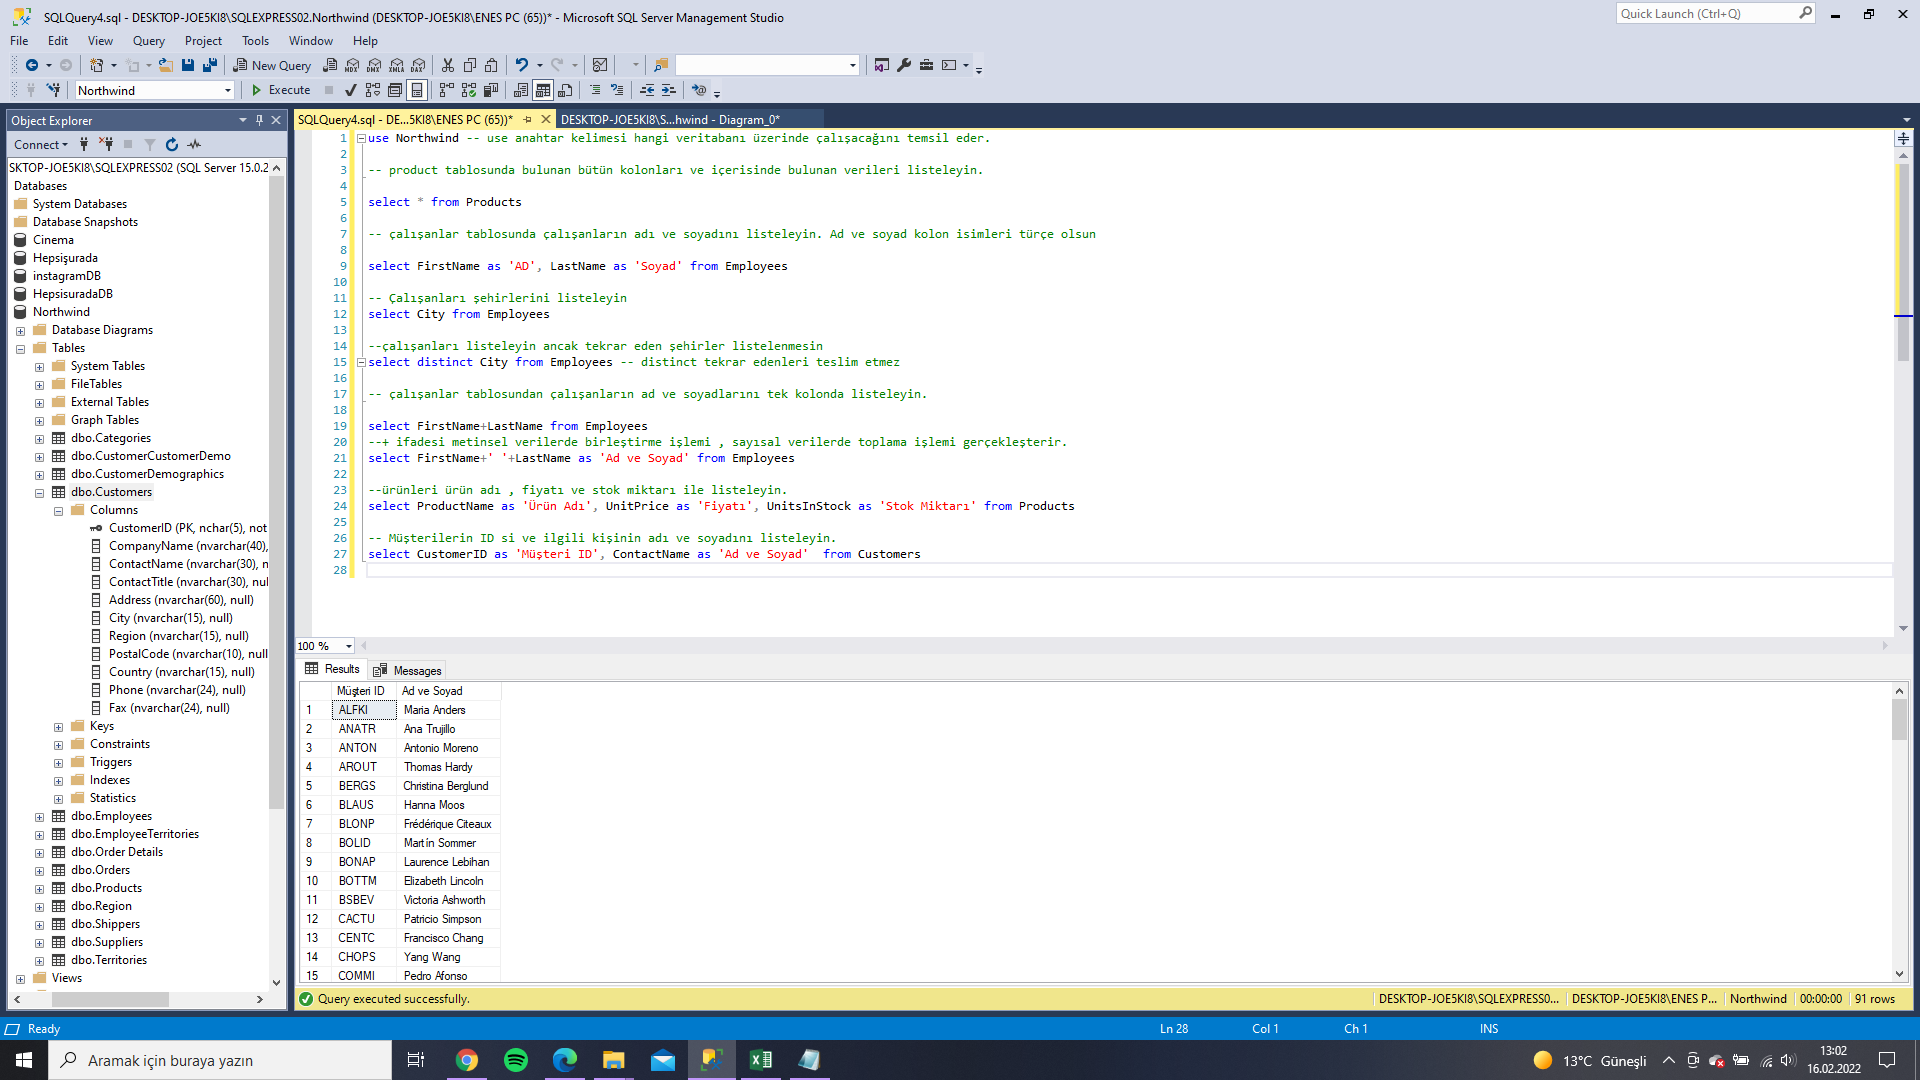 SQLQuery4.sql - DESKTOP-JOE5KI8\SQLEXPRESS02.Northwind (DESKTOP-JOE5KI8\ENES PC (65))* - Microsoft SQL Server Management Studio
Quick Launch (Ctrl+Q)
File Edit View Query Project Tools Window Help
New Query MDX DMX XMLA DAX
Northwind Execute
Object Explorer
SQLQuery4.sql - DE...5KI8\ENES PC (65))*
DESKTOP-JOE5KI8\S...hwind - Diagram_0*
Connect
SKTOP-JOE5KI8\SQLEXPRESS02 (SQL Server 15.0.2
Databases
System Databases
Database Snapshots
Cinema
Hepsişurada
instagramDB
HepsisuradaDB
Northwind
Database Diagrams
Tables
System Tables
FileTables
External Tables
Graph Tables
dbo.Categories
dbo.CustomerCustomerDemo
dbo.CustomerDemographics
dbo.Customers
Columns
CustomerID (PK, nchar(5), not
CompanyName (nvarchar(40),
ContactName (nvarchar(30), n
ContactTitle (nvarchar(30), nul
Address (nvarchar(60), null)
City (nvarchar(15), null)
Region (nvarchar(15), null)
PostalCode (nvarchar(10), null
Country (nvarchar(15), null)
Phone (nvarchar(24), null)
Fax (nvarchar(24), null)
Keys
Constraints
Triggers
Indexes
Statistics
dbo.Employees
dbo.EmployeeTerritories
dbo.Order Details
dbo.Orders
dbo.Products
dbo.Region
dbo.Shippers
dbo.Suppliers
dbo.Territories
Views
1 use Northwind -- use anahtar kelimesi hangi veritabanı üzerinde çalışacağını temsil eder.
2
3 -- product tablosunda bulunan bütün kolonları ve içerisinde bulunan verileri listeleyin.
4
5 select * from Products
6
7 -- çalışanlar tablosunda çalışanların adı ve soyadını listeleyin. Ad ve soyad kolon isimleri türçe olsun
8
9 select FirstName as 'AD', LastName as 'Soyad' from Employees
10
11 -- Çalışanları şehirlerini listeleyin
12 select City from Employees
13
14 --çalışanları listeleyin ancak tekrar eden şehirler listelenmesin
15 select distinct City from Employees -- distinct tekrar edenleri teslim etmez
16
17 -- çalışanlar tablosundan çalışanların ad ve soyadlarını tek kolonda listeleyin.
18
19 select FirstName+LastName from Employees
20 --+ ifadesi metinsel verilerde birleştirme işlemi , sayısal verilerde toplama işlemi gerçekleşterir.
21 select FirstName+' '+LastName as 'Ad ve Soyad' from Employees
22
23 --ürünleri ürün adı , fiyatı ve stok miktarı ile listeleyin.
24 select ProductName as 'Ürün Adı', UnitPrice as 'Fiyatı', UnitsInStock as 'Stok Miktarı' from Products
25
26 -- Müşterilerin ID si ve ilgili kişinin adı ve soyadını listeleyin.
27 select CustomerID as 'Müşteri ID', ContactName as 'Ad ve Soyad'  from Customers
28
100 %
Results Messages
Müşteri ID Ad ve Soyad
1 ALFKI Maria Anders
2 ANATR Ana Trujillo
3 ANTON Antonio Moreno
4 AROUT Thomas Hardy
5 BERGS Christina Berglund
6 BLAUS Hanna Moos
7 BLONP Frédérique Citeaux
8 BOLID Martín Sommer
9 BONAP Laurence Lebihan
10 BOTTM Elizabeth Lincoln
11 BSBEV Victoria Ashworth
12 CACTU Patricio Simpson
13 CENTC Francisco Chang
14 CHOPS Yang Wang
15 COMMI Pedro Afonso
Query executed successfully.
DESKTOP-JOE5KI8\SQLEXPRESS0... DESKTOP-JOE5KI8\ENES P... Northwind 00:00:00 91 rows
Ready Ln 28 Col 1 Ch 1 INS
Aramak için buraya yazın
13°C Güneşli
13:02
16.02.2022